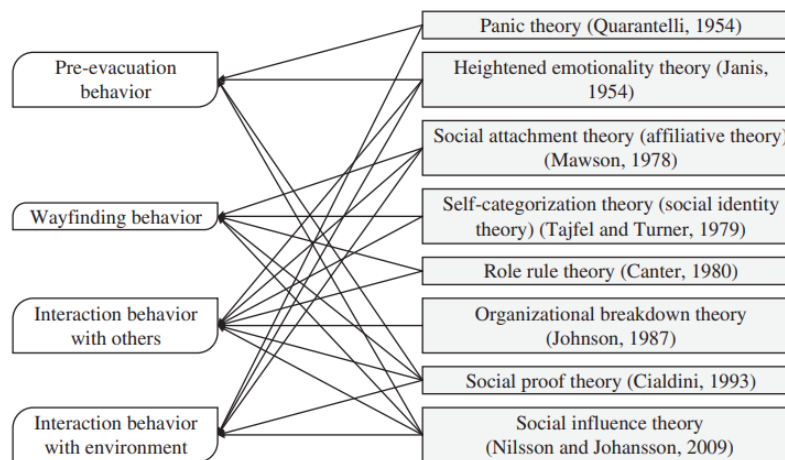 Panic theory (Quarantelli, 1954)
Pre-evacuation
behavior
Heightened emotionality theory (Janis,
1954)
Social attachment theory (affiliative theory)
(Mawson, 1978)
Wayfinding behavior
Self-categorization theory (social identity
theory) (Tajfel and Turner, 1979)
Role rule theory (Canter, 1980)
Interaction behavior
with others
Organizational breakdown theory
(Johnson, 1987)
Social proof theory (Cialdini, 1993)
Interaction behavior
with environment
Social influence theory
(Nilsson and Johansson, 2009)